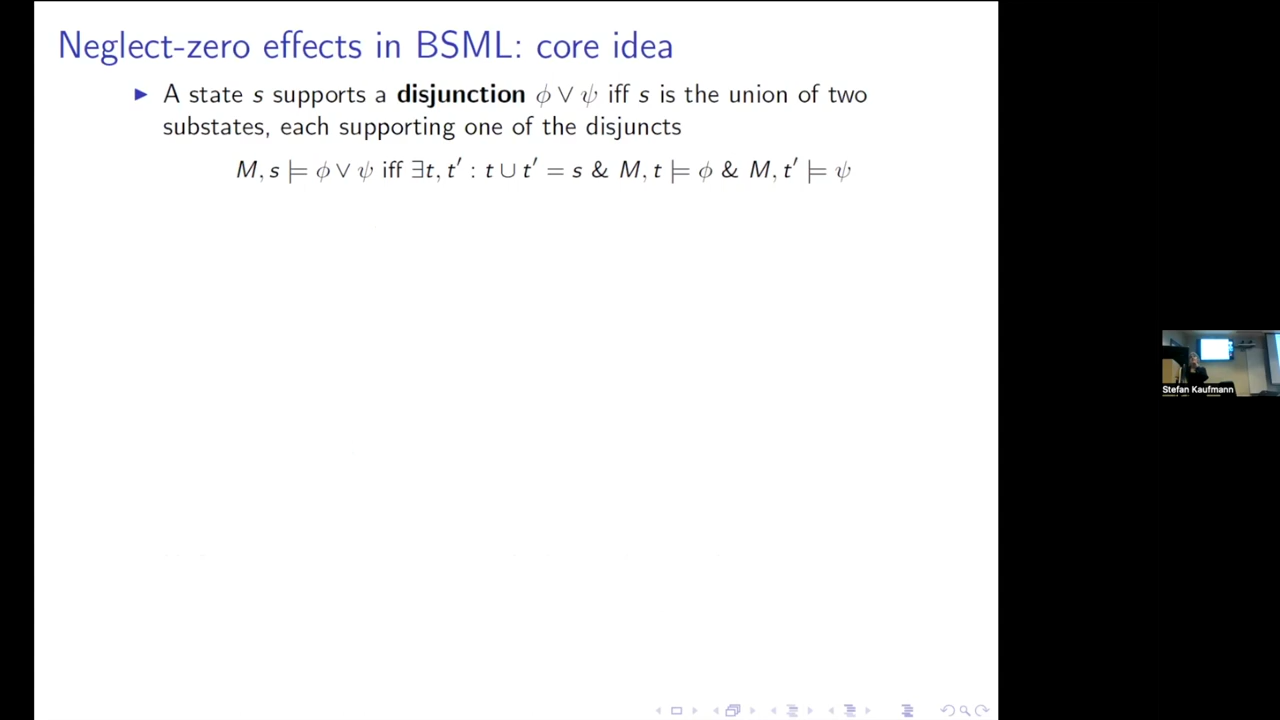 Neglect-zero effects in BSML: core idea
▶ A state s supports a disjunction ϕ ∨ ψ iff s is the union of two
substates, each supporting one of the disjuncts
M, s ⊨ ϕ ∨ ψ iff ∃t, t′ : t ∪ t′ = s & M, t ⊨ ϕ & M, t′ ⊨ ψ
Stefan Kaufmann